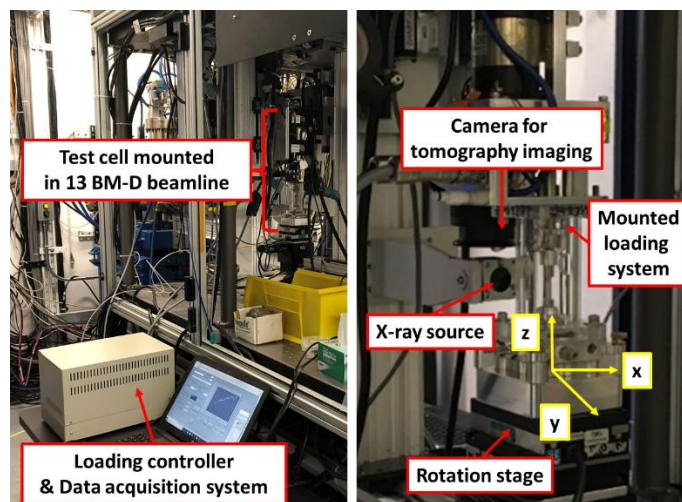 Test cell mounted
in 13 BM-D beamline
Loading controller
& Data acquisition system
Camera for
tomography imaging
Mounted
loading
system
X-ray source
z
x
y
Rotation stage